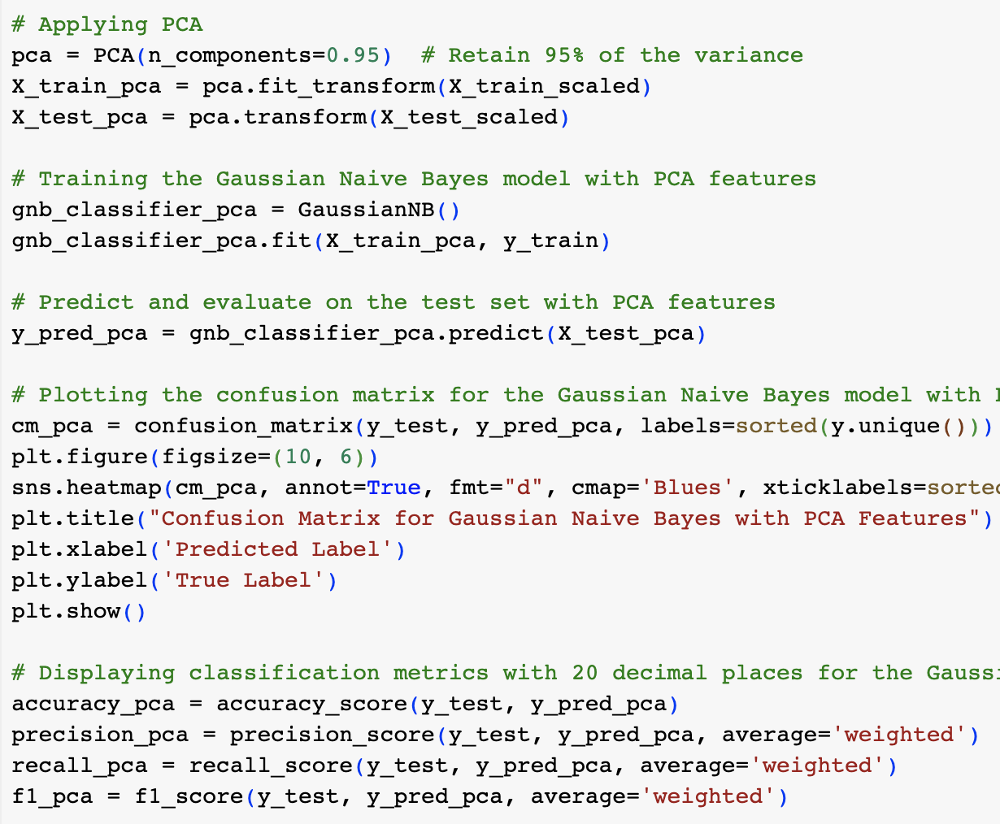 # Applying PCA
pca = PCA(n_components=0.95)  # Retain 95% of the variance
X_train_pca = pca.fit_transform(X_train_scaled)
X_test_pca = pca.transform(X_test_scaled)
# Training the Gaussian Naive Bayes model with PCA features
gnb_classifier_pca = GaussianNB()
gnb_classifier_pca.fit(X_train_pca, y_train)
# Predict and evaluate on the test set with PCA features
y_pred_pca = gnb_classifier_pca.predict(X_test_pca)
# Plotting the confusion matrix for the Gaussian Naive Bayes model with
cm_pca = confusion_matrix(y_test, y_pred_pca, labels=sorted(y.unique()))
plt.figure(figsize=(10, 6))
sns.heatmap(cm_pca, annot=True, fmt="d", cmap='Blues', xticklabels=sorted
plt.title("Confusion Matrix for Gaussian Naive Bayes with PCA Features")
plt.xlabel('Predicted Label')
plt.ylabel('True Label')
plt.show()
# Displaying classification metrics with 20 decimal places for the Gaussi
accuracy_pca = accuracy_score(y_test, y_pred_pca)
precision_pca = precision_score(y_test, y_pred_pca, average='weighted')
recall_pca = recall_score(y_test, y_pred_pca, average='weighted')
f1_pca = f1_score(y_test, y_pred_pca, average='weighted')